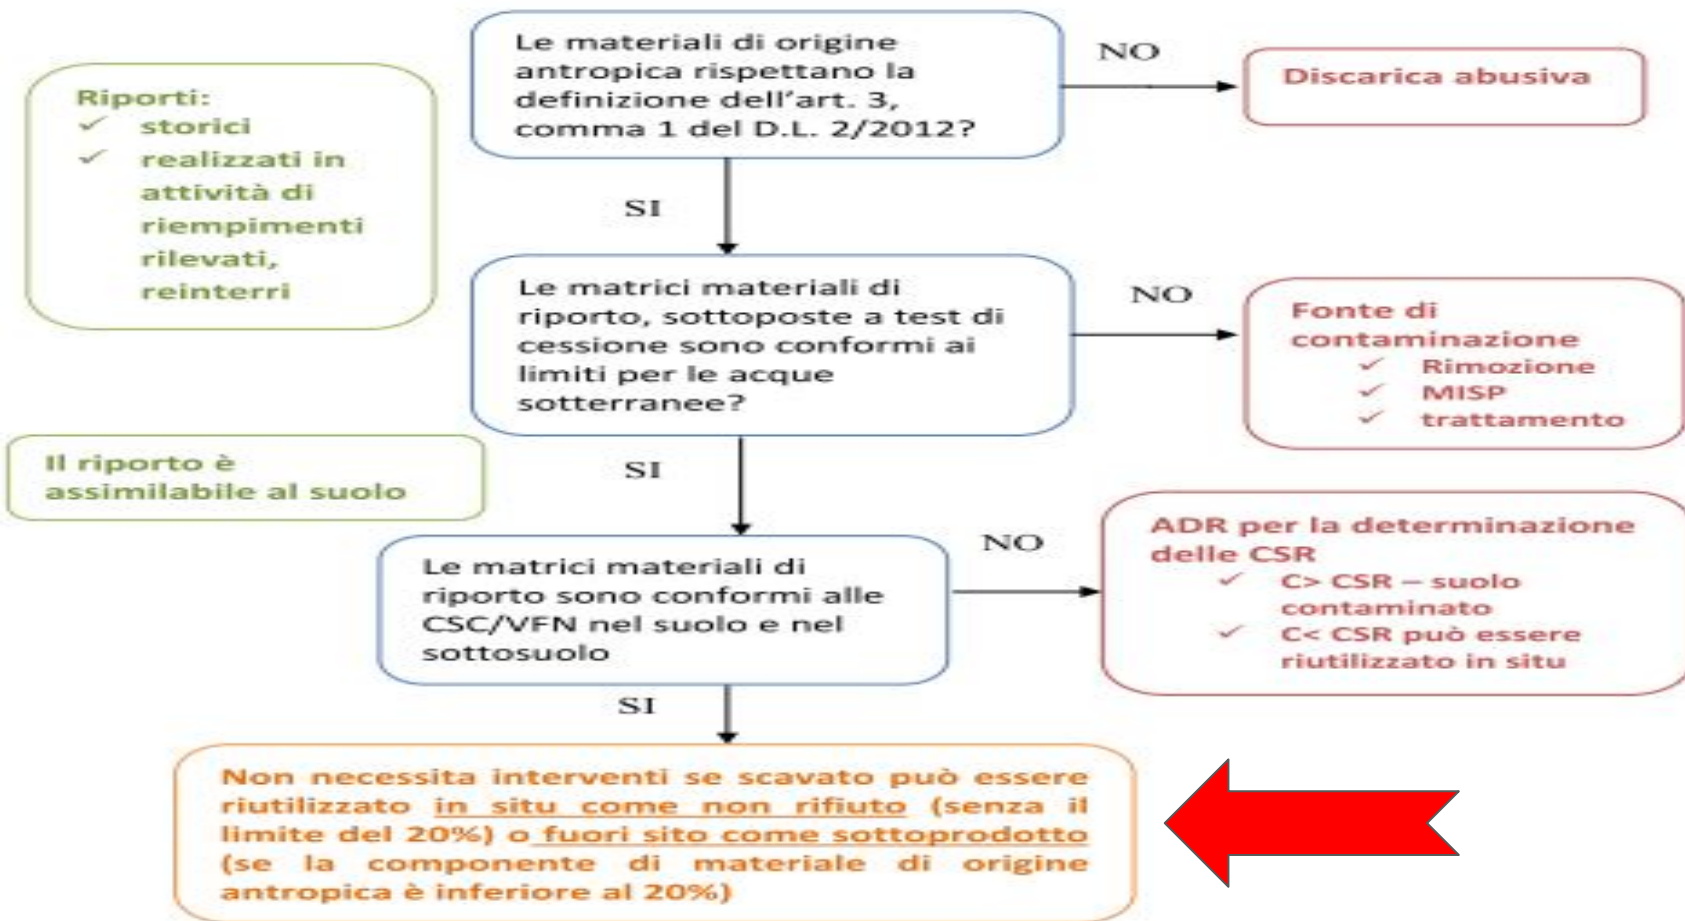 Le materiali di origine
antropica rispettano la
definizione dell'art. 3,
comma 1 del D.L. 2/2012?
NO
Discarica abusiva
Riporti:
✓ storici
✓ realizzati in
attività di
riempimenti
rilevati,
reinterri
SI
Le matrici materiali di
riporto, sottoposte a test di
cessione sono conformi ai
limiti per le acque
sotterranee?
NO
Fonte di
contaminazione
✓ Rimozione
✓ MISP
✓ trattamento
Il riporto è
assimilabile al suolo
SI
Le matrici materiali di
riporto sono conformi alle
CSC/VFN nel suolo e nel
sottosuolo
NO
ADR per la determinazione
delle CSR
✓ C> CSR – suolo
contaminato
✓ C< CSR può essere
riutilizzato in situ
SI
Non necessita interventi se scavato può essere
riutilizzato in situ come non rifiuto (senza il
limite del 20%) o fuori sito come sottoprodotto
(se la componente di materiale di origine
antropica è inferiore al 20%)